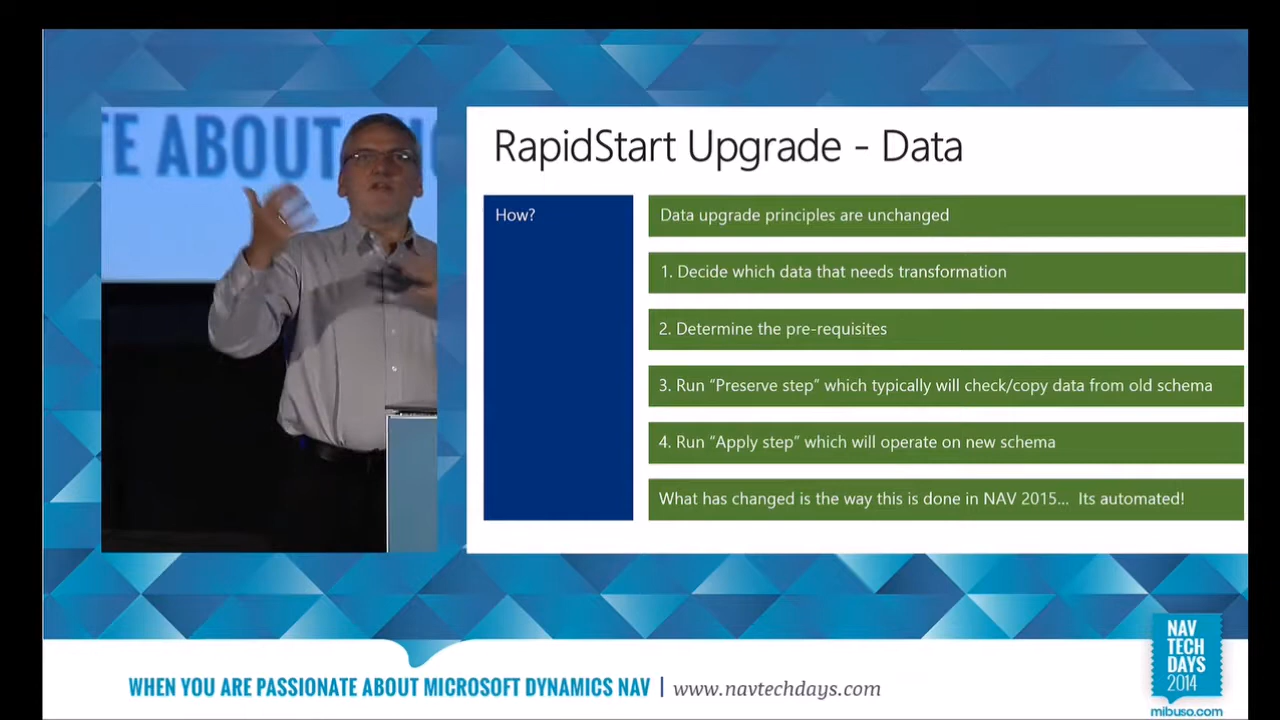 E ABOUT
RapidStart Upgrade - Data
How?
Data upgrade principles are unchanged
1. Decide which data that needs transformation
2. Determine the pre-requisites
3. Run “Preserve step” which typically will check/copy data from old schema
4. Run “Apply step” which will operate on new schema
What has changed is the way this is done in NAV 2015... Its automated!
WHEN YOU ARE PASSIONATE ABOUT MICROSOFT DYNAMICS NAV | www.navtechdays.com
NAV
TECH
DAYS
2014
mibuso.com